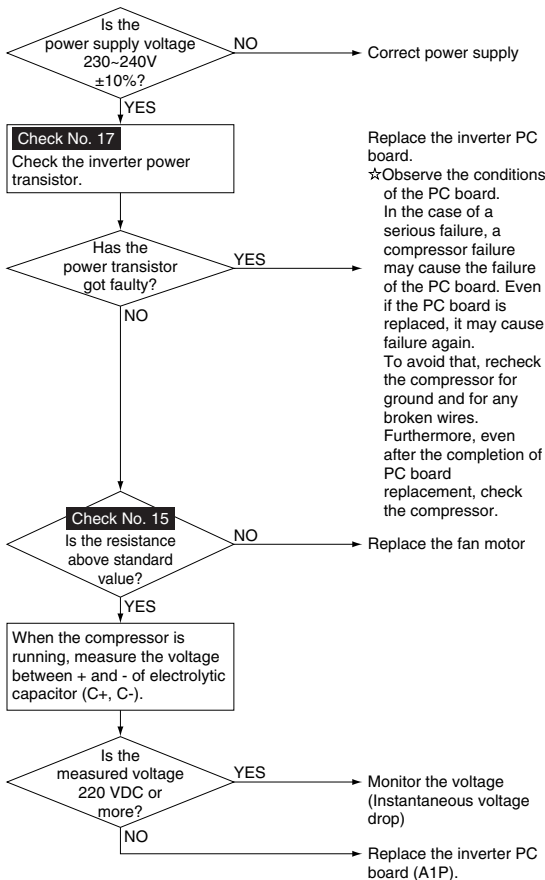 Is the
power supply voltage
230~240V
±10%?
NO
Correct power supply
YES
Check No. 17
Check the inverter power
transistor.
Has the
power transistor
got faulty?
YES
Replace the inverter PC
board.
☆Observe the conditions
of the PC board.
In the case of a
serious failure, a
compressor failure
may cause the failure
of the PC board. Even
if the PC board is
replaced, it may cause
failure again.
To avoid that, recheck
the compressor for
ground and for any
broken wires.
Furthermore, even
after the completion of
PC board
replacement, check
the compressor.
NO
Check No. 15
Is the resistance
above standard
value?
NO
Replace the fan motor
YES
When the compressor is
running, measure the voltage
between + and - of electrolytic
capacitor (C+, C-).
Is the
measured voltage
220 VDC or
more?
YES
Monitor the voltage
(Instantaneous voltage
drop)
NO
Replace the inverter PC
board (A1P).